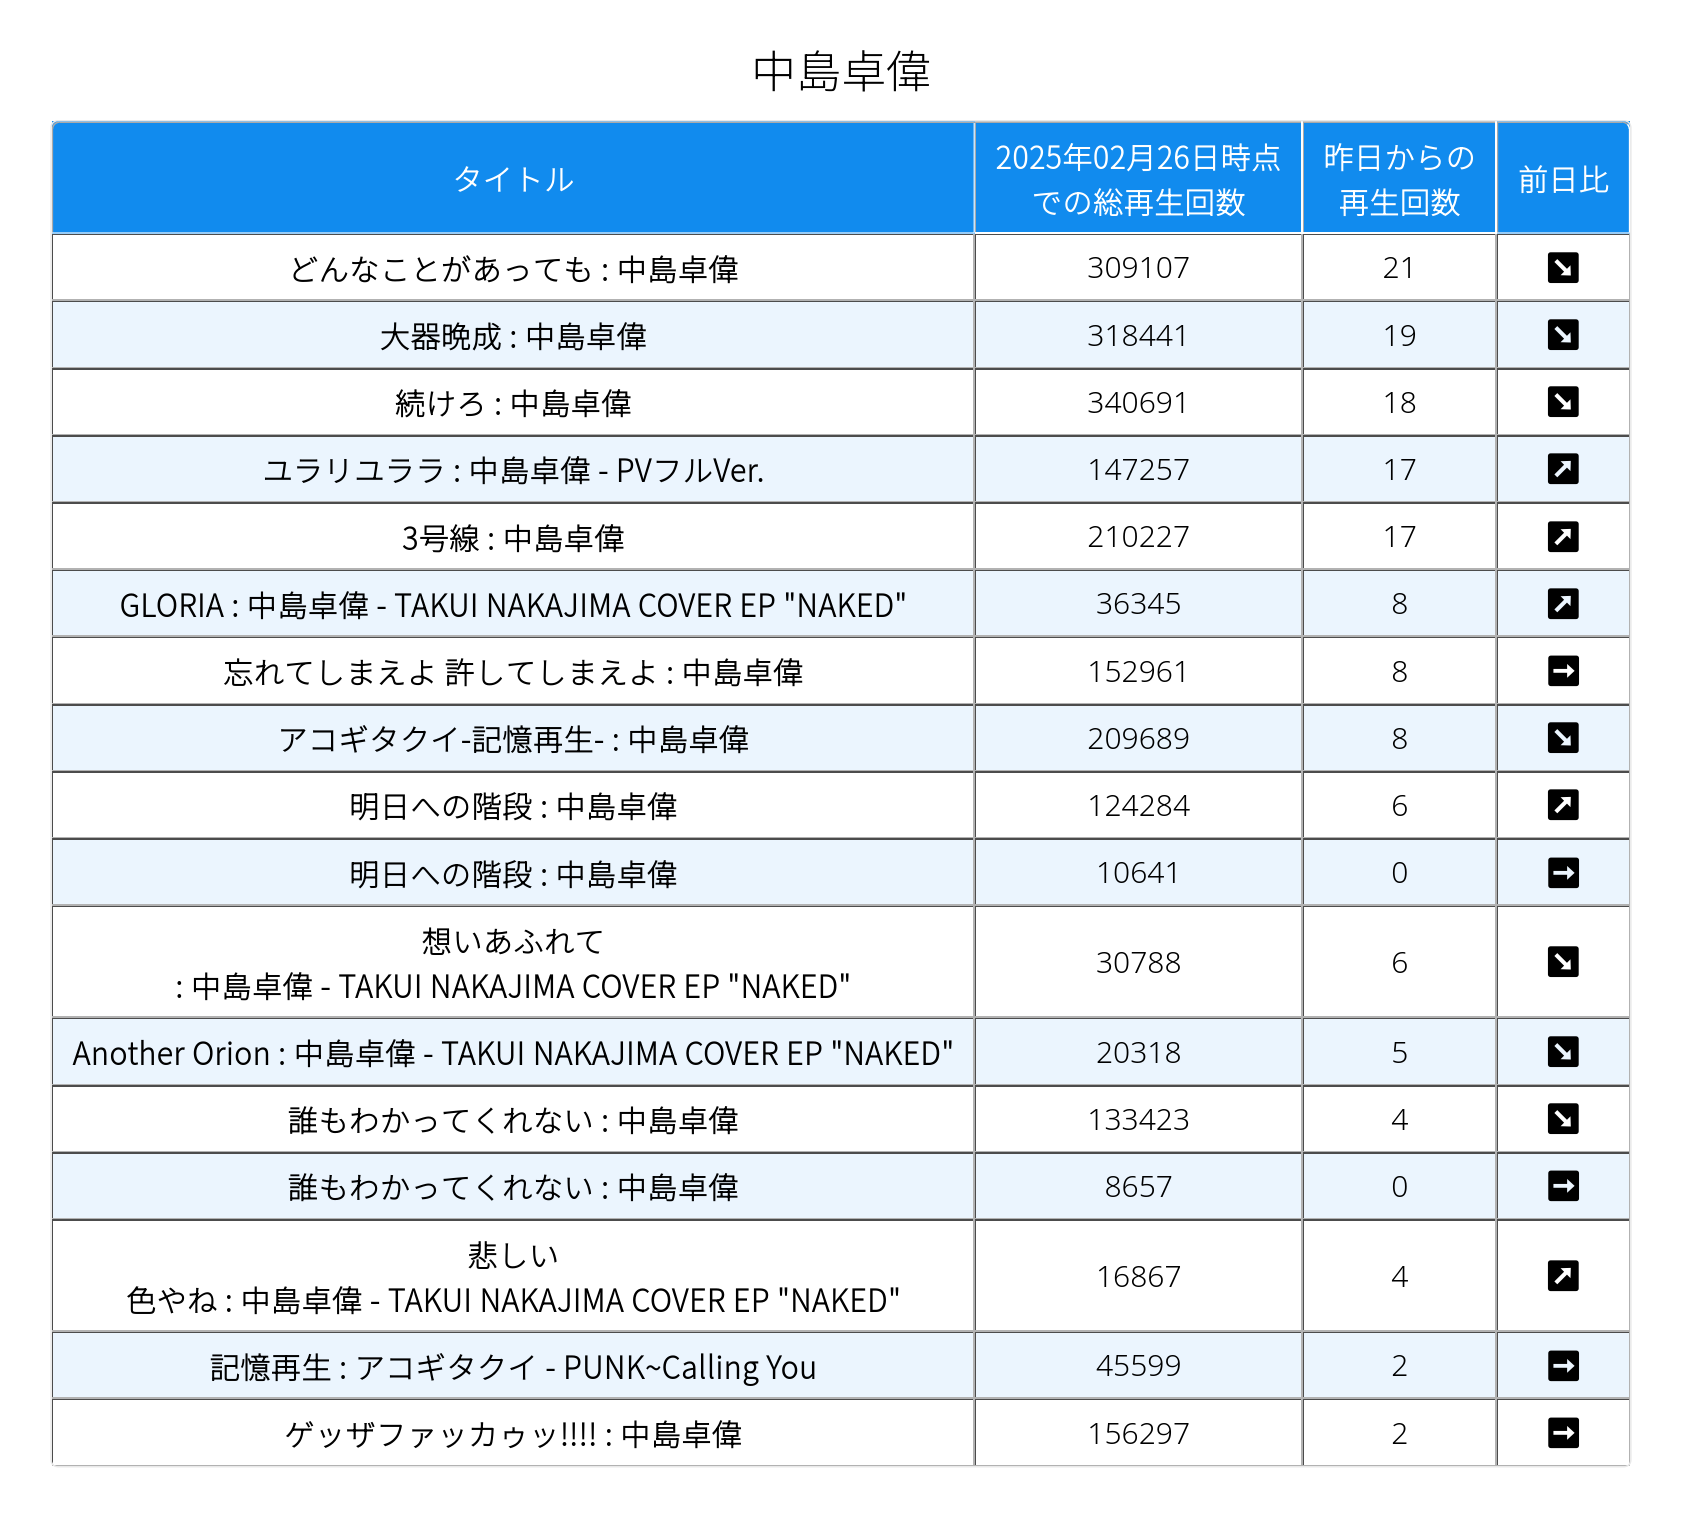 中島卓偉
タイトル
2025年02月26日時点
での総再生回数
昨日からの
再生回数
前日比
どんなことがあっても : 中島卓偉 309107 21
大器晩成 : 中島卓偉 318441 19
続けろ : 中島卓偉 340691 18
ユラリユララ : 中島卓偉 - PVフルVer. 147257 17
3号線 : 中島卓偉 210227 17
GLORIA : 中島卓偉 - TAKUI NAKAJIMA COVER EP "NAKED" 36345 8
忘れてしまえよ 許してしまえよ : 中島卓偉 152961 8
アコギタクイ-記憶再生- : 中島卓偉 209689 8
明日への階段 : 中島卓偉 124284 6
明日への階段 : 中島卓偉 10641 0
想いあふれて
: 中島卓偉 - TAKUI NAKAJIMA COVER EP "NAKED" 30788 6
Another Orion : 中島卓偉 - TAKUI NAKAJIMA COVER EP "NAKED" 20318 5
誰もわかってくれない : 中島卓偉 133423 4
誰もわかってくれない : 中島卓偉 8657 0
悲しい
色やね : 中島卓偉 - TAKUI NAKAJIMA COVER EP "NAKED" 16867 4
記憶再生 : アコギタクイ - PUNK~Calling You 45599 2
ゲッザファッカゥッ!!!! : 中島卓偉 156297 2